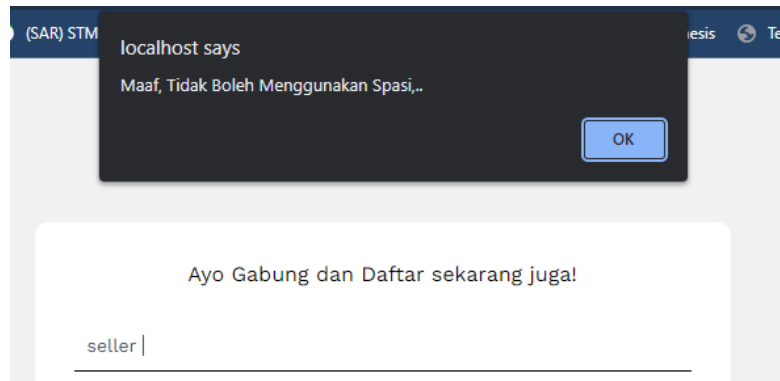 (SAR) STM
localhost says
Maaf, Tidak Boleh Menggunakan Spasi,..
OK
Ayo Gabung dan Daftar sekarang juga!
seller